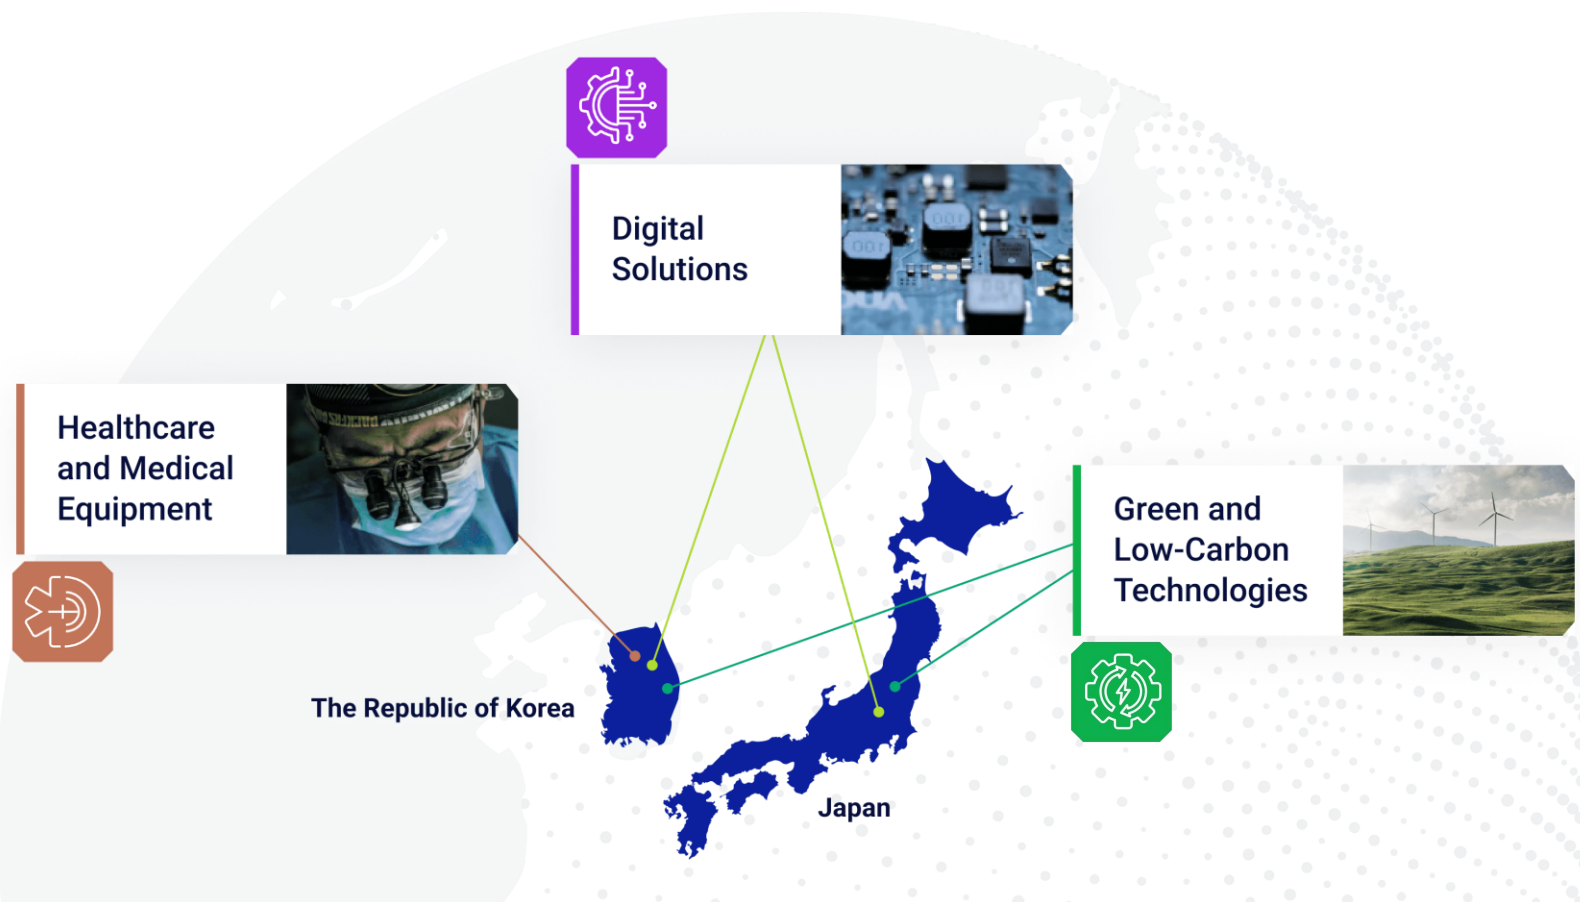 Digital
Solutions
Healthcare
and Medical
Equipment
Green and
Low-Carbon
Technologies
The Republic of Korea
Japan